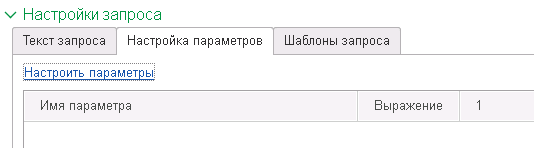 Настройки запроса
Текст запроса Настройка параметров Шаблоны запроса
Настроить параметры
Имя параметра Выражение 1